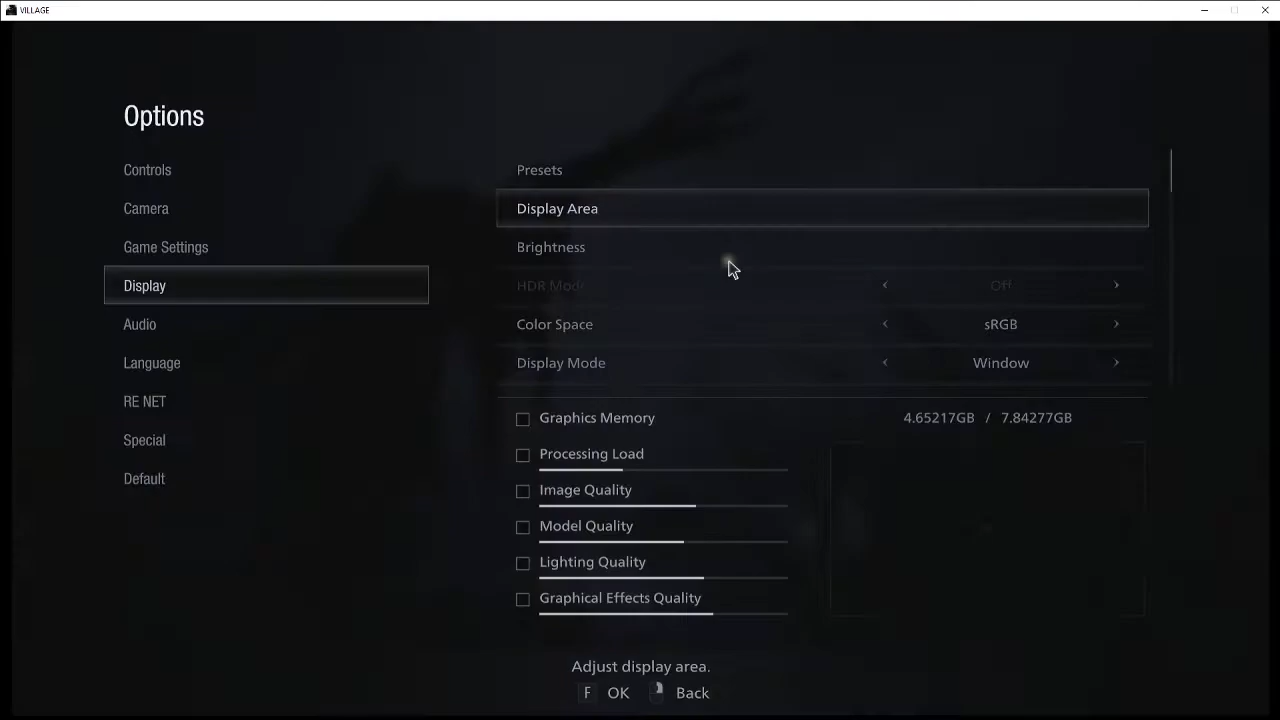 VILLAGE
Options
Controls
Camera
Game Settings
Display
Audio
Language
RE NET
Special
Default
Presets
Display Area
Brightness
HDR Mode Off
Color Space sRGB
Display Mode Window
Graphics Memory 4.65217GB / 7.84277GB
Processing Load
Image Quality
Model Quality
Lighting Quality
Graphical Effects Quality
Adjust display area.
F OK Back